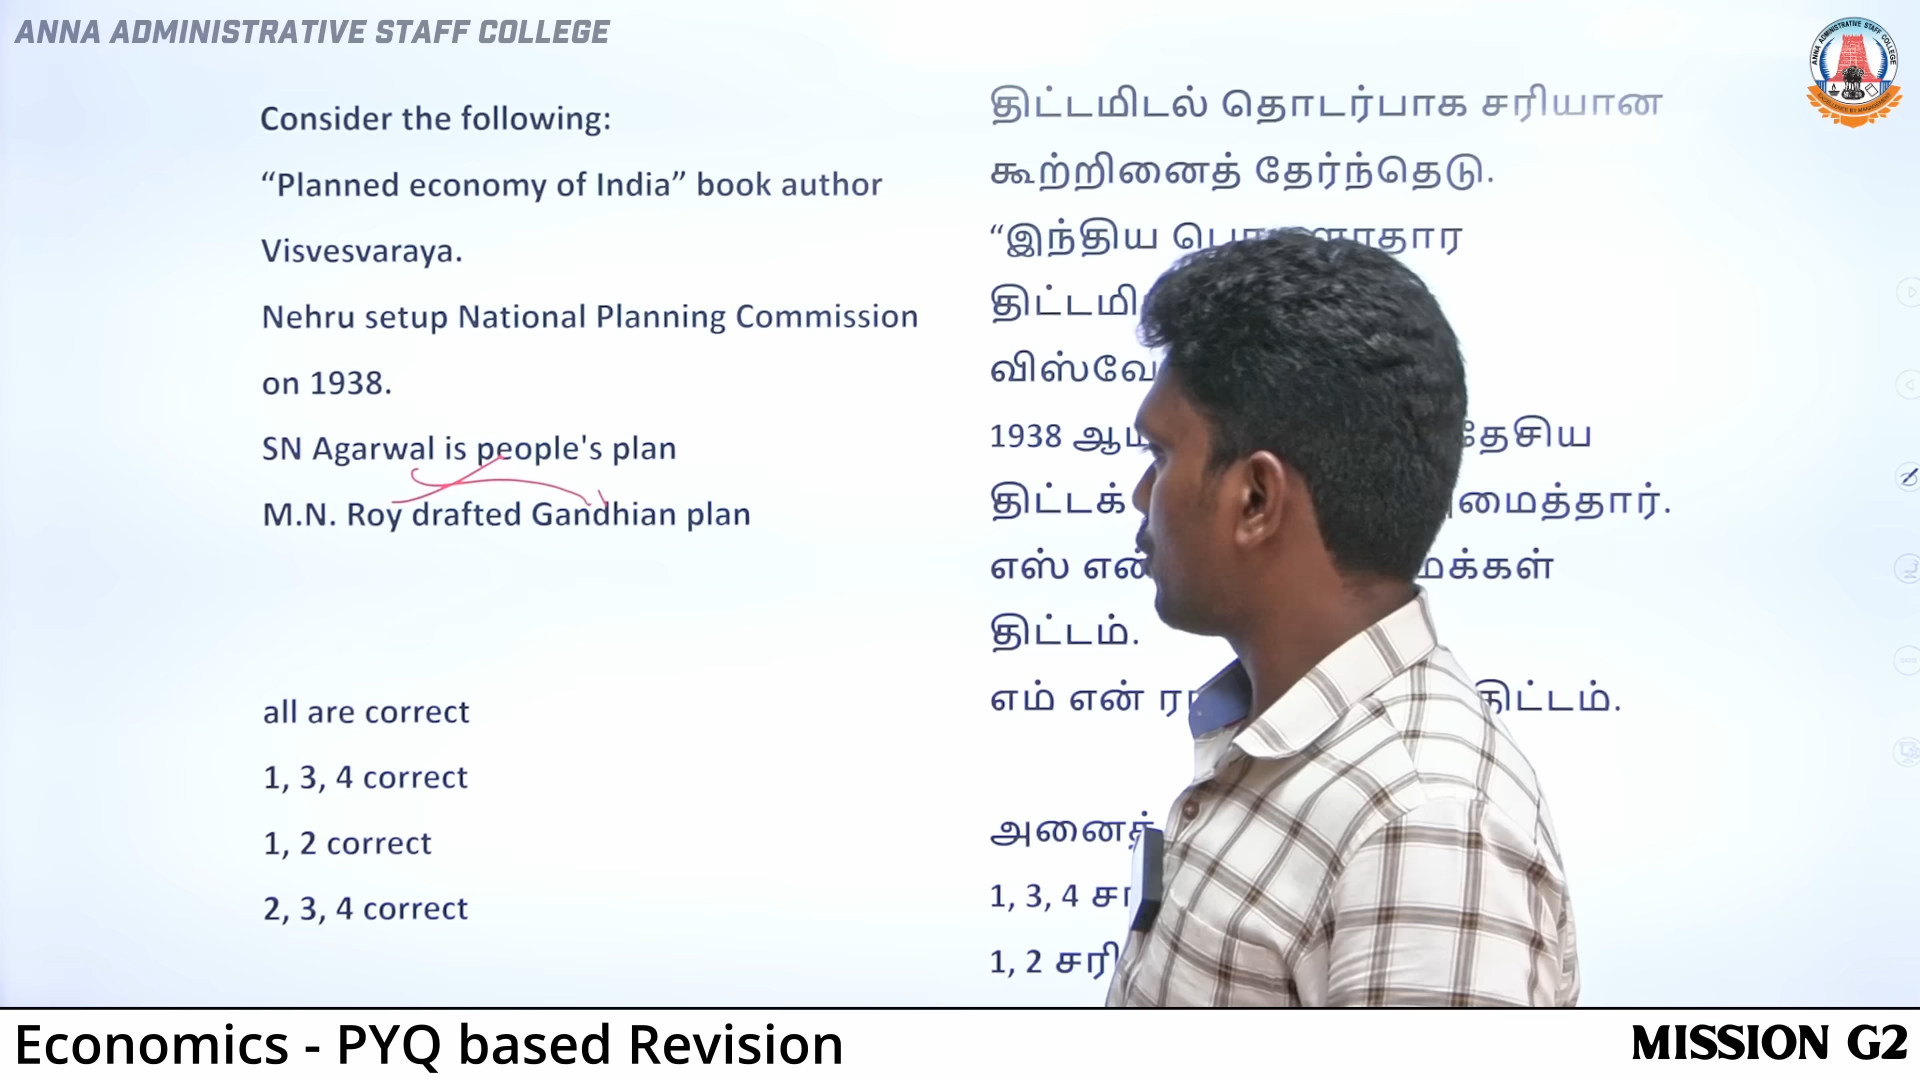 ANNA ADMINISTRATIVE STAFF COLLEGE
Consider the following:
“Planned economy of India” book author
Visvesvaraya.
Nehru setup National Planning Commission
on 1938.
SN Agarwal is people's plan
M.N. Roy drafted Gandhian plan
all are correct
1, 3, 4 correct
1, 2 correct
2, 3, 4 correct
திட்டமிடல் தொடர்பாக சரியான
கூற்றினைத் தேர்ந்தெடு.
“இந்திய
1938 தேசிய
எஸ் மக்கள்
திட்டம்.
எம் என் திட்டம்.
1, 3, 4
1, 2 சரி
Economics - PYQ based Revision
MISSION G2